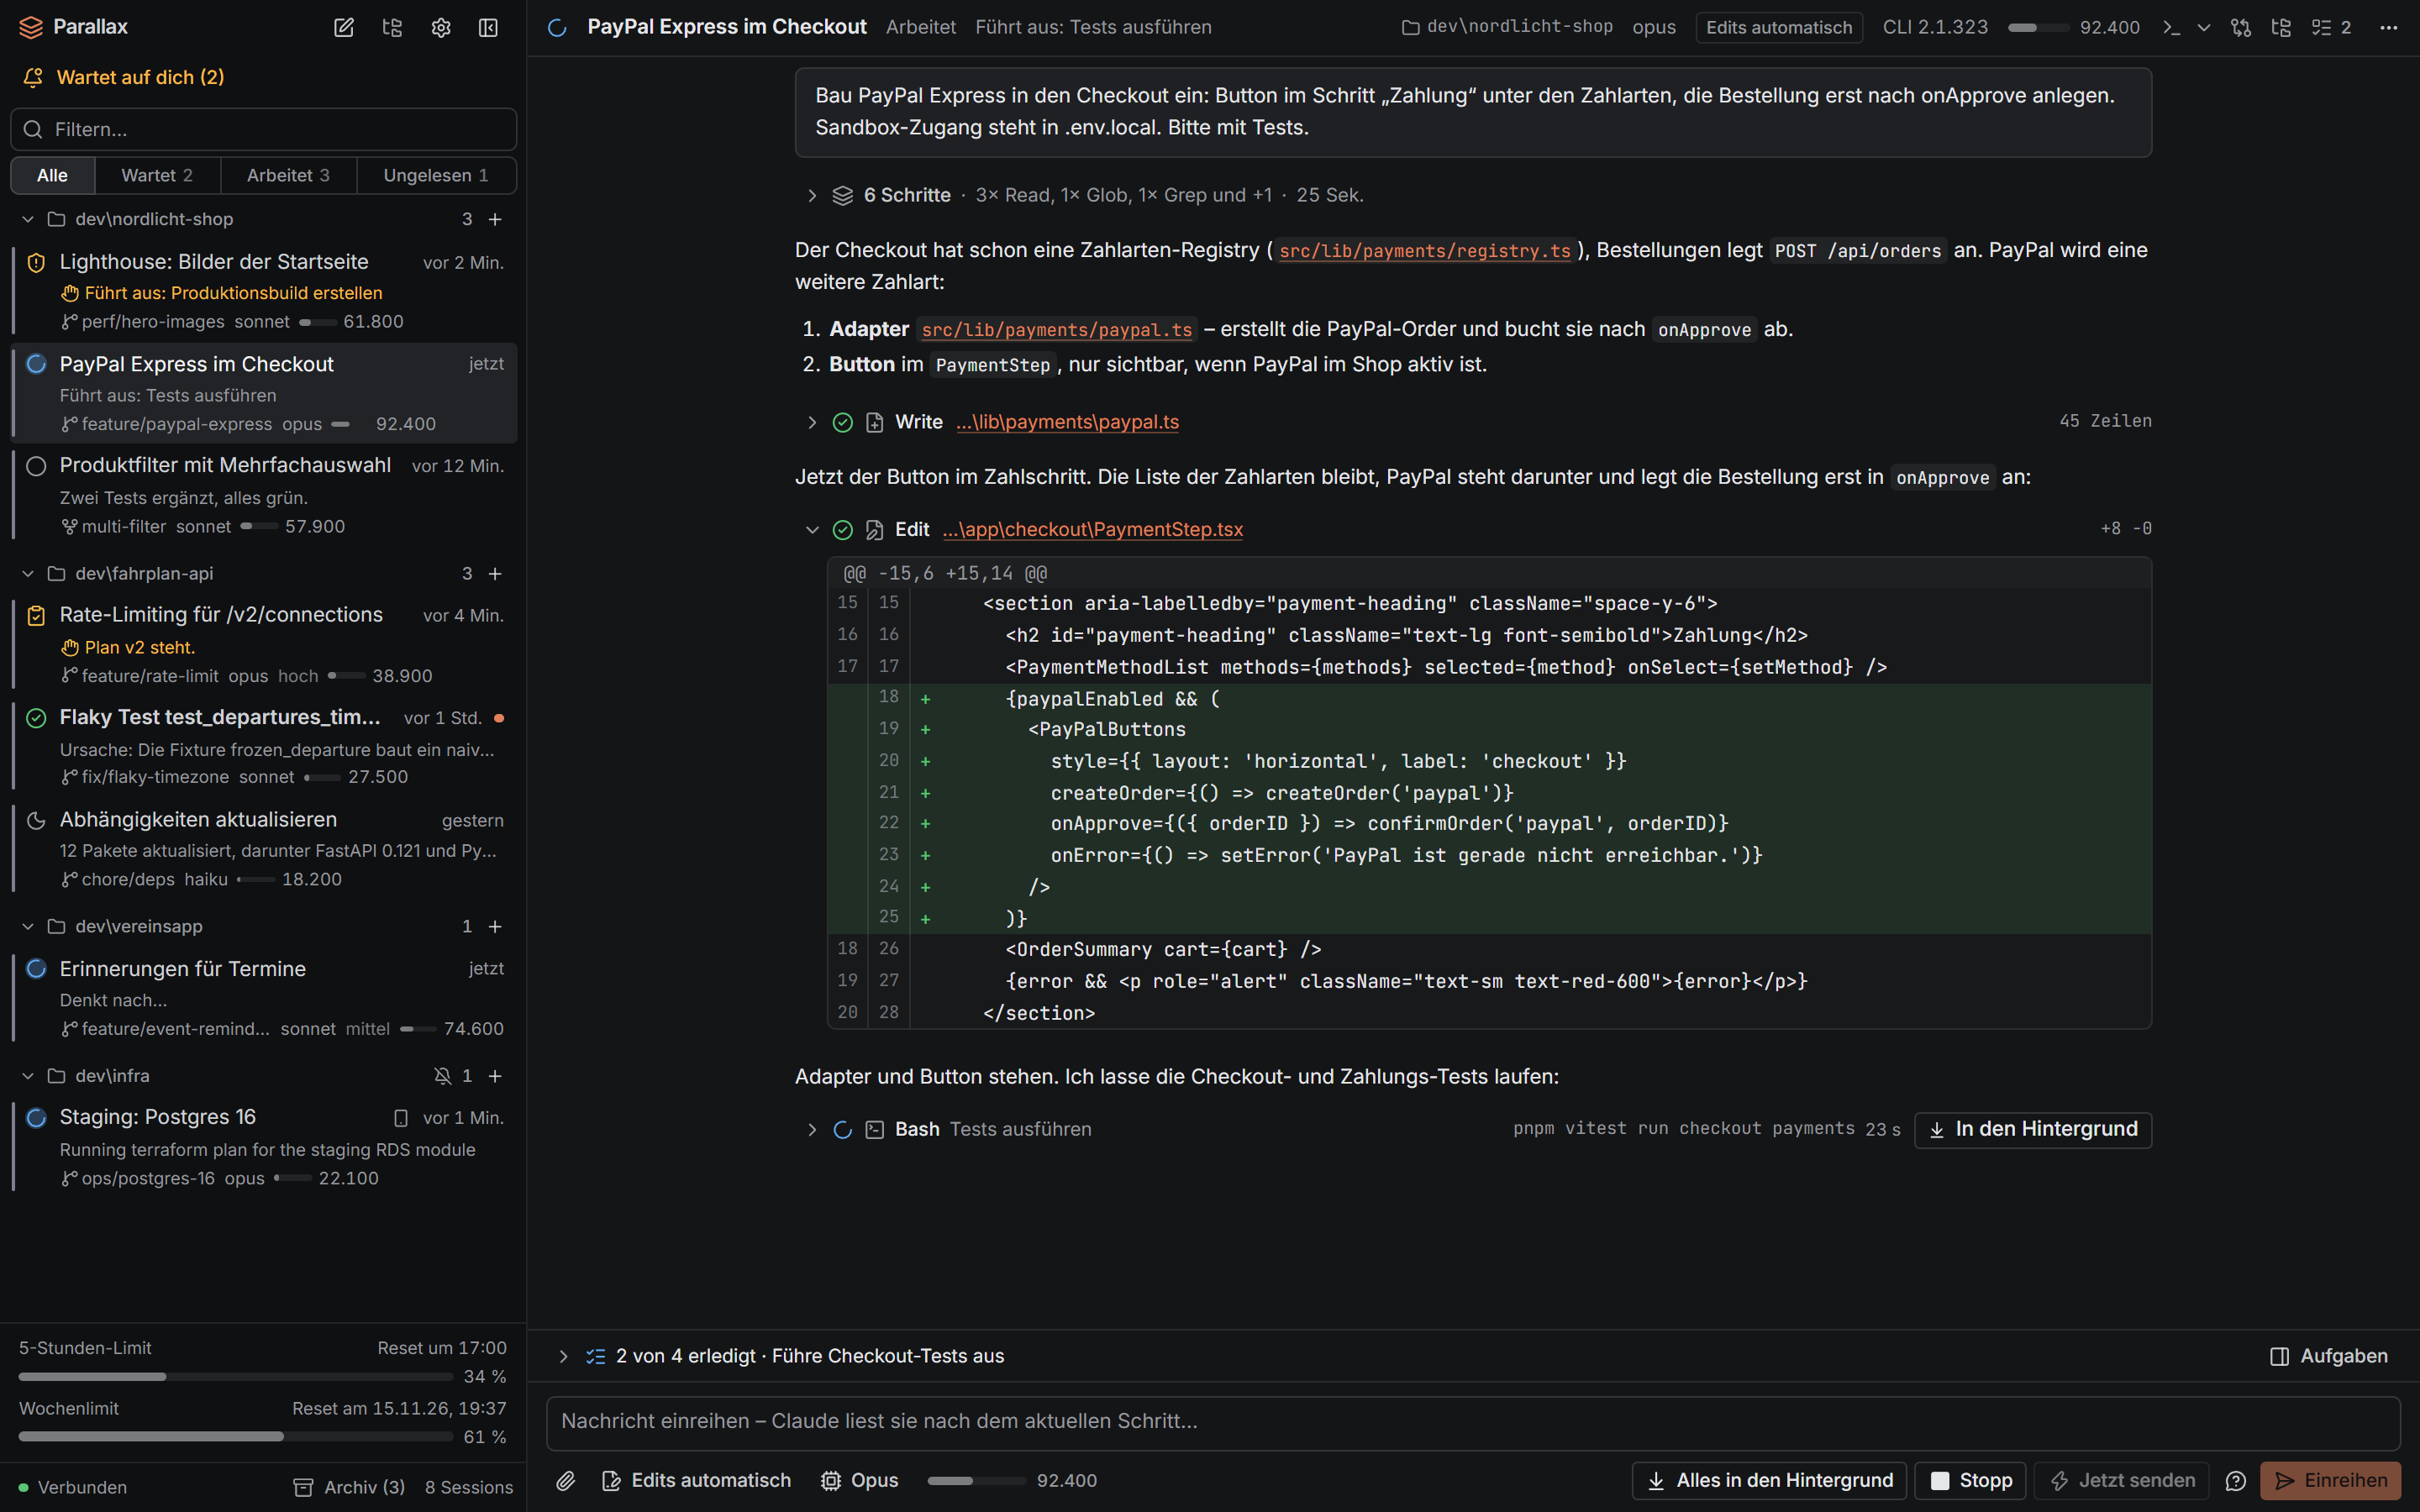 Parallax
Wartet auf dich (2)
Filtern...
Alle
Wartet 2
Arbeitet 3
Ungelesen 1
dev\nordlicht-shop 3
Lighthouse: Bilder der Startseite vor 2 Min.
Führt aus: Produktionsbuild erstellen
perf/hero-images sonnet 61.800
PayPal Express im Checkout jetzt
Führt aus: Tests ausführen
feature/paypal-express opus 92.400
Produktfilter mit Mehrfachauswahl vor 12 Min.
Zwei Tests ergänzt, alles grün.
multi-filter sonnet 57.900
dev\fahrplan-api 3
Rate-Limiting für /v2/connections vor 4 Min.
Plan v2 steht.
feature/rate-limit opus hoch 38.900
Flaky Test test_departures_tim... vor 1 Std.
Ursache: Die Fixture frozen_departure baut ein naiv...
fix/flaky-timezone sonnet 27.500
Abhängigkeiten aktualisieren gestern
12 Pakete aktualisiert, darunter FastAPI 0.121 und Py...
chore/deps haiku 18.200
dev\vereinsapp 1
Erinnerungen für Termine jetzt
Denkt nach...
feature/event-remind... sonnet mittel 74.600
dev\infra 1
Staging: Postgres 16 vor 1 Min.
Running terraform plan for the staging RDS module
ops/postgres-16 opus 22.100
5-Stunden-Limit Reset um 17:00
34 %
Wochenlimit Reset am 15.11.26, 19:37
61 %
Verbunden Archiv (3) 8 Sessions
PayPal Express im Checkout Arbeitet Führt aus: Tests ausführen dev\nordlicht-shop opus Edits automatisch CLI 2.1.323 92.400 2
Bau PayPal Express in den Checkout ein: Button im Schritt „Zahlung“ unter den Zahlarten, die Bestellung erst nach onApprove anlegen.
Sandbox-Zugang steht in .env.local. Bitte mit Tests.
6 Schritte · 3× Read, 1× Glob, 1× Grep und +1 · 25 Sek.
Der Checkout hat schon eine Zahlarten-Registry (src/lib/payments/registry.ts), Bestellungen legt POST /api/orders an. PayPal wird eine
weitere Zahlart:
1. Adapter src/lib/payments/paypal.ts – erstellt die PayPal-Order und bucht sie nach onApprove ab.
2. Button im PaymentStep, nur sichtbar, wenn PayPal im Shop aktiv ist.
Write ...\lib\payments\paypal.ts 45 Zeilen
Jetzt der Button im Zahlschritt. Die Liste der Zahlarten bleibt, PayPal steht darunter und legt die Bestellung erst in onApprove an:
Edit ...\app\checkout\PaymentStep.tsx +8 -0
@@ -15,6 +15,14 @@
15 15 <section aria-labelledby="payment-heading" className="space-y-6">
16 16 <h2 id="payment-heading" className="text-lg font-semibold">Zahlung</h2>
17 17 <PaymentMethodList methods={methods} selected={method} onSelect={setMethod} />
18 + {paypalEnabled && (
19 + <PayPalButtons
20 + style={{ layout: 'horizontal', label: 'checkout' }}
21 + createOrder={() => createOrder('paypal')}
22 + onApprove={({ orderID }) => confirmOrder('paypal', orderID)}
23 + onError={() => setError('PayPal ist gerade nicht erreichbar.')}
24 + />
25 + )}
18 26 <OrderSummary cart={cart} />
19 27 {error && <p role="alert" className="text-sm text-red-600">{error}</p>}
20 28 </section>
Adapter und Button stehen. Ich lasse die Checkout- und Zahlungs-Tests laufen:
Bash Tests ausführen pnpm vitest run checkout payments 23 s In den Hintergrund
2 von 4 erledigt · Führe Checkout-Tests aus Aufgaben
Nachricht einreihen – Claude liest sie nach dem aktuellen Schritt...
Edits automatisch Opus 92.400 Alles in den Hintergrund Stopp Jetzt senden Einreihen